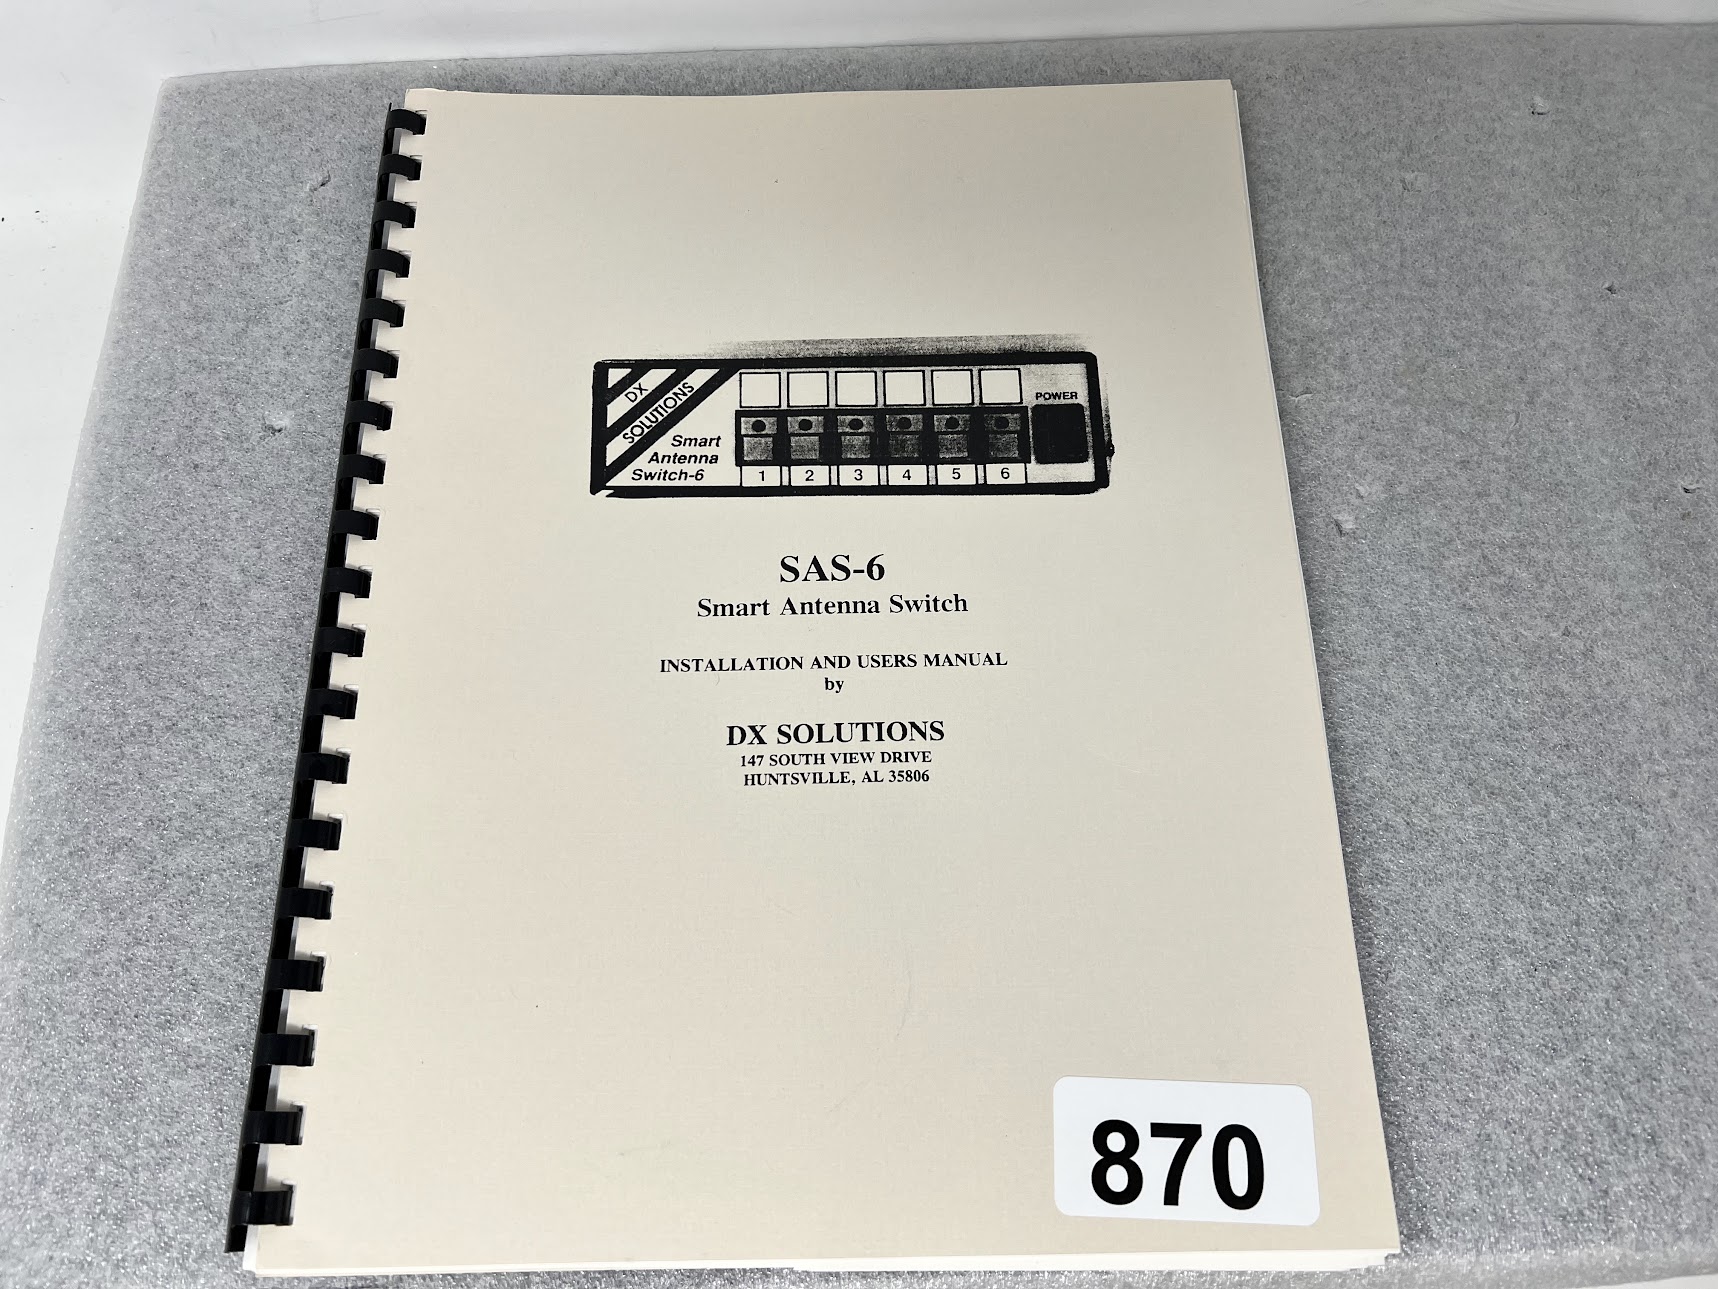 DX
SOLUTIONS
Smart
Antenna
Switch-6
1 2 3 4 5 6
POWER
SAS-6
Smart Antenna Switch
INSTALLATION AND USERS MANUAL
by
DX SOLUTIONS
147 SOUTH VIEW DRIVE
HUNTSVILLE, AL 35806
870